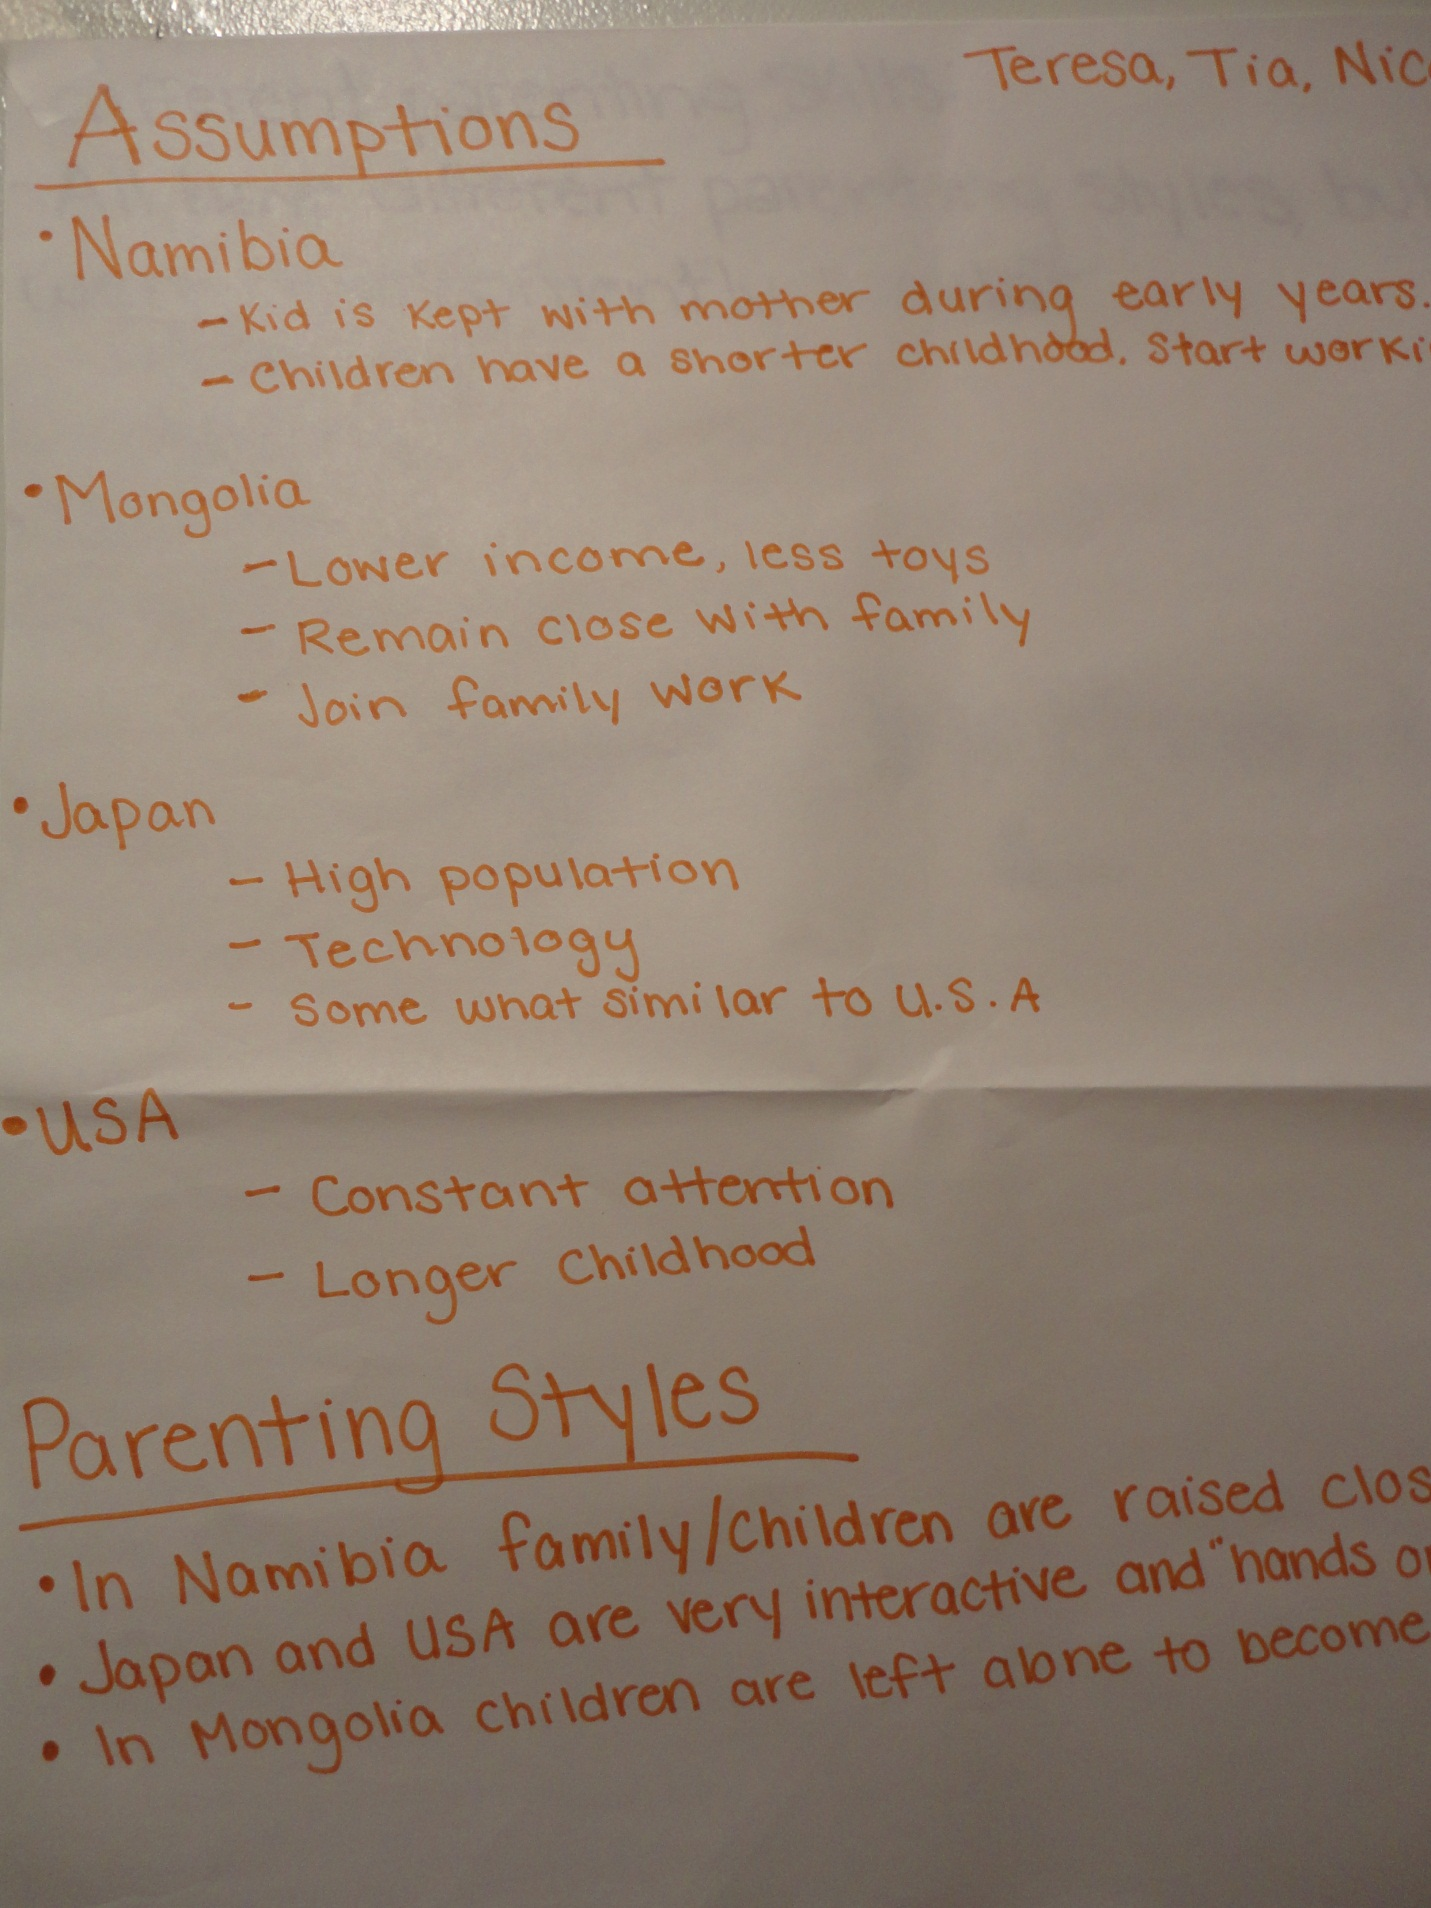 Teresa, Tia,
Assumptions
• Namibia
– Kid is kept with mother during early years.
– Children have a shorter childhood. Start
• Mongolia
– Lower income, less toys
– Remain close with family
– Join family work
• Japan
– High population
– Technology
– Some what similar to U.S.A
• USA
– Constant attention
– Longer Childhood
Parenting Styles
• In Namibia family/children are raised
• Japan and USA are very interactive and "hands
• In Mongolia children are left alone to become